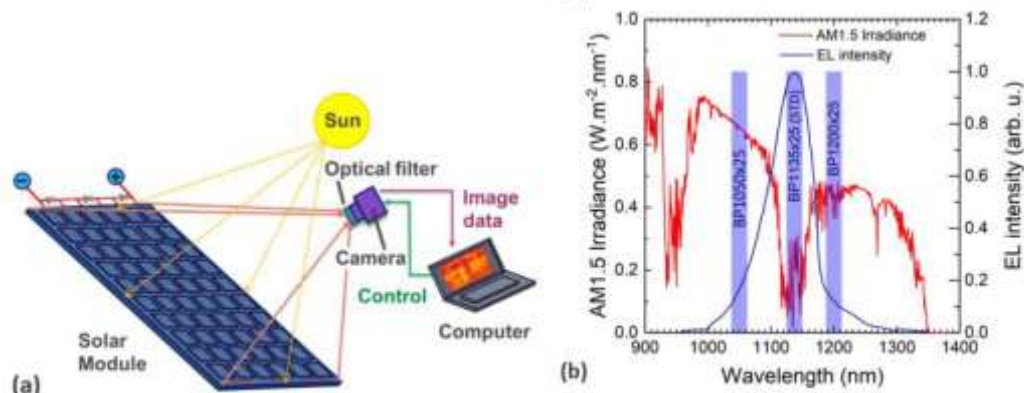 Sun
Optical filter
Image
data
Camera
Control
Computer
Solar
Module
(a)
AM1.5 Irradiance (W.m-2.nm-1)
1.0
0.8
0.6
0.4
0.2
0.0
AM1.5 Irradiance
EL intensity
BP1050x25
BP1135x25 (STD)
BP1200x25
1.2
1.0
0.8
0.6
0.4
0.2
0.0
EL intensity (arb. u.)
900 1000 1100 1200 1300 1400
Wavelength (nm)
(b)